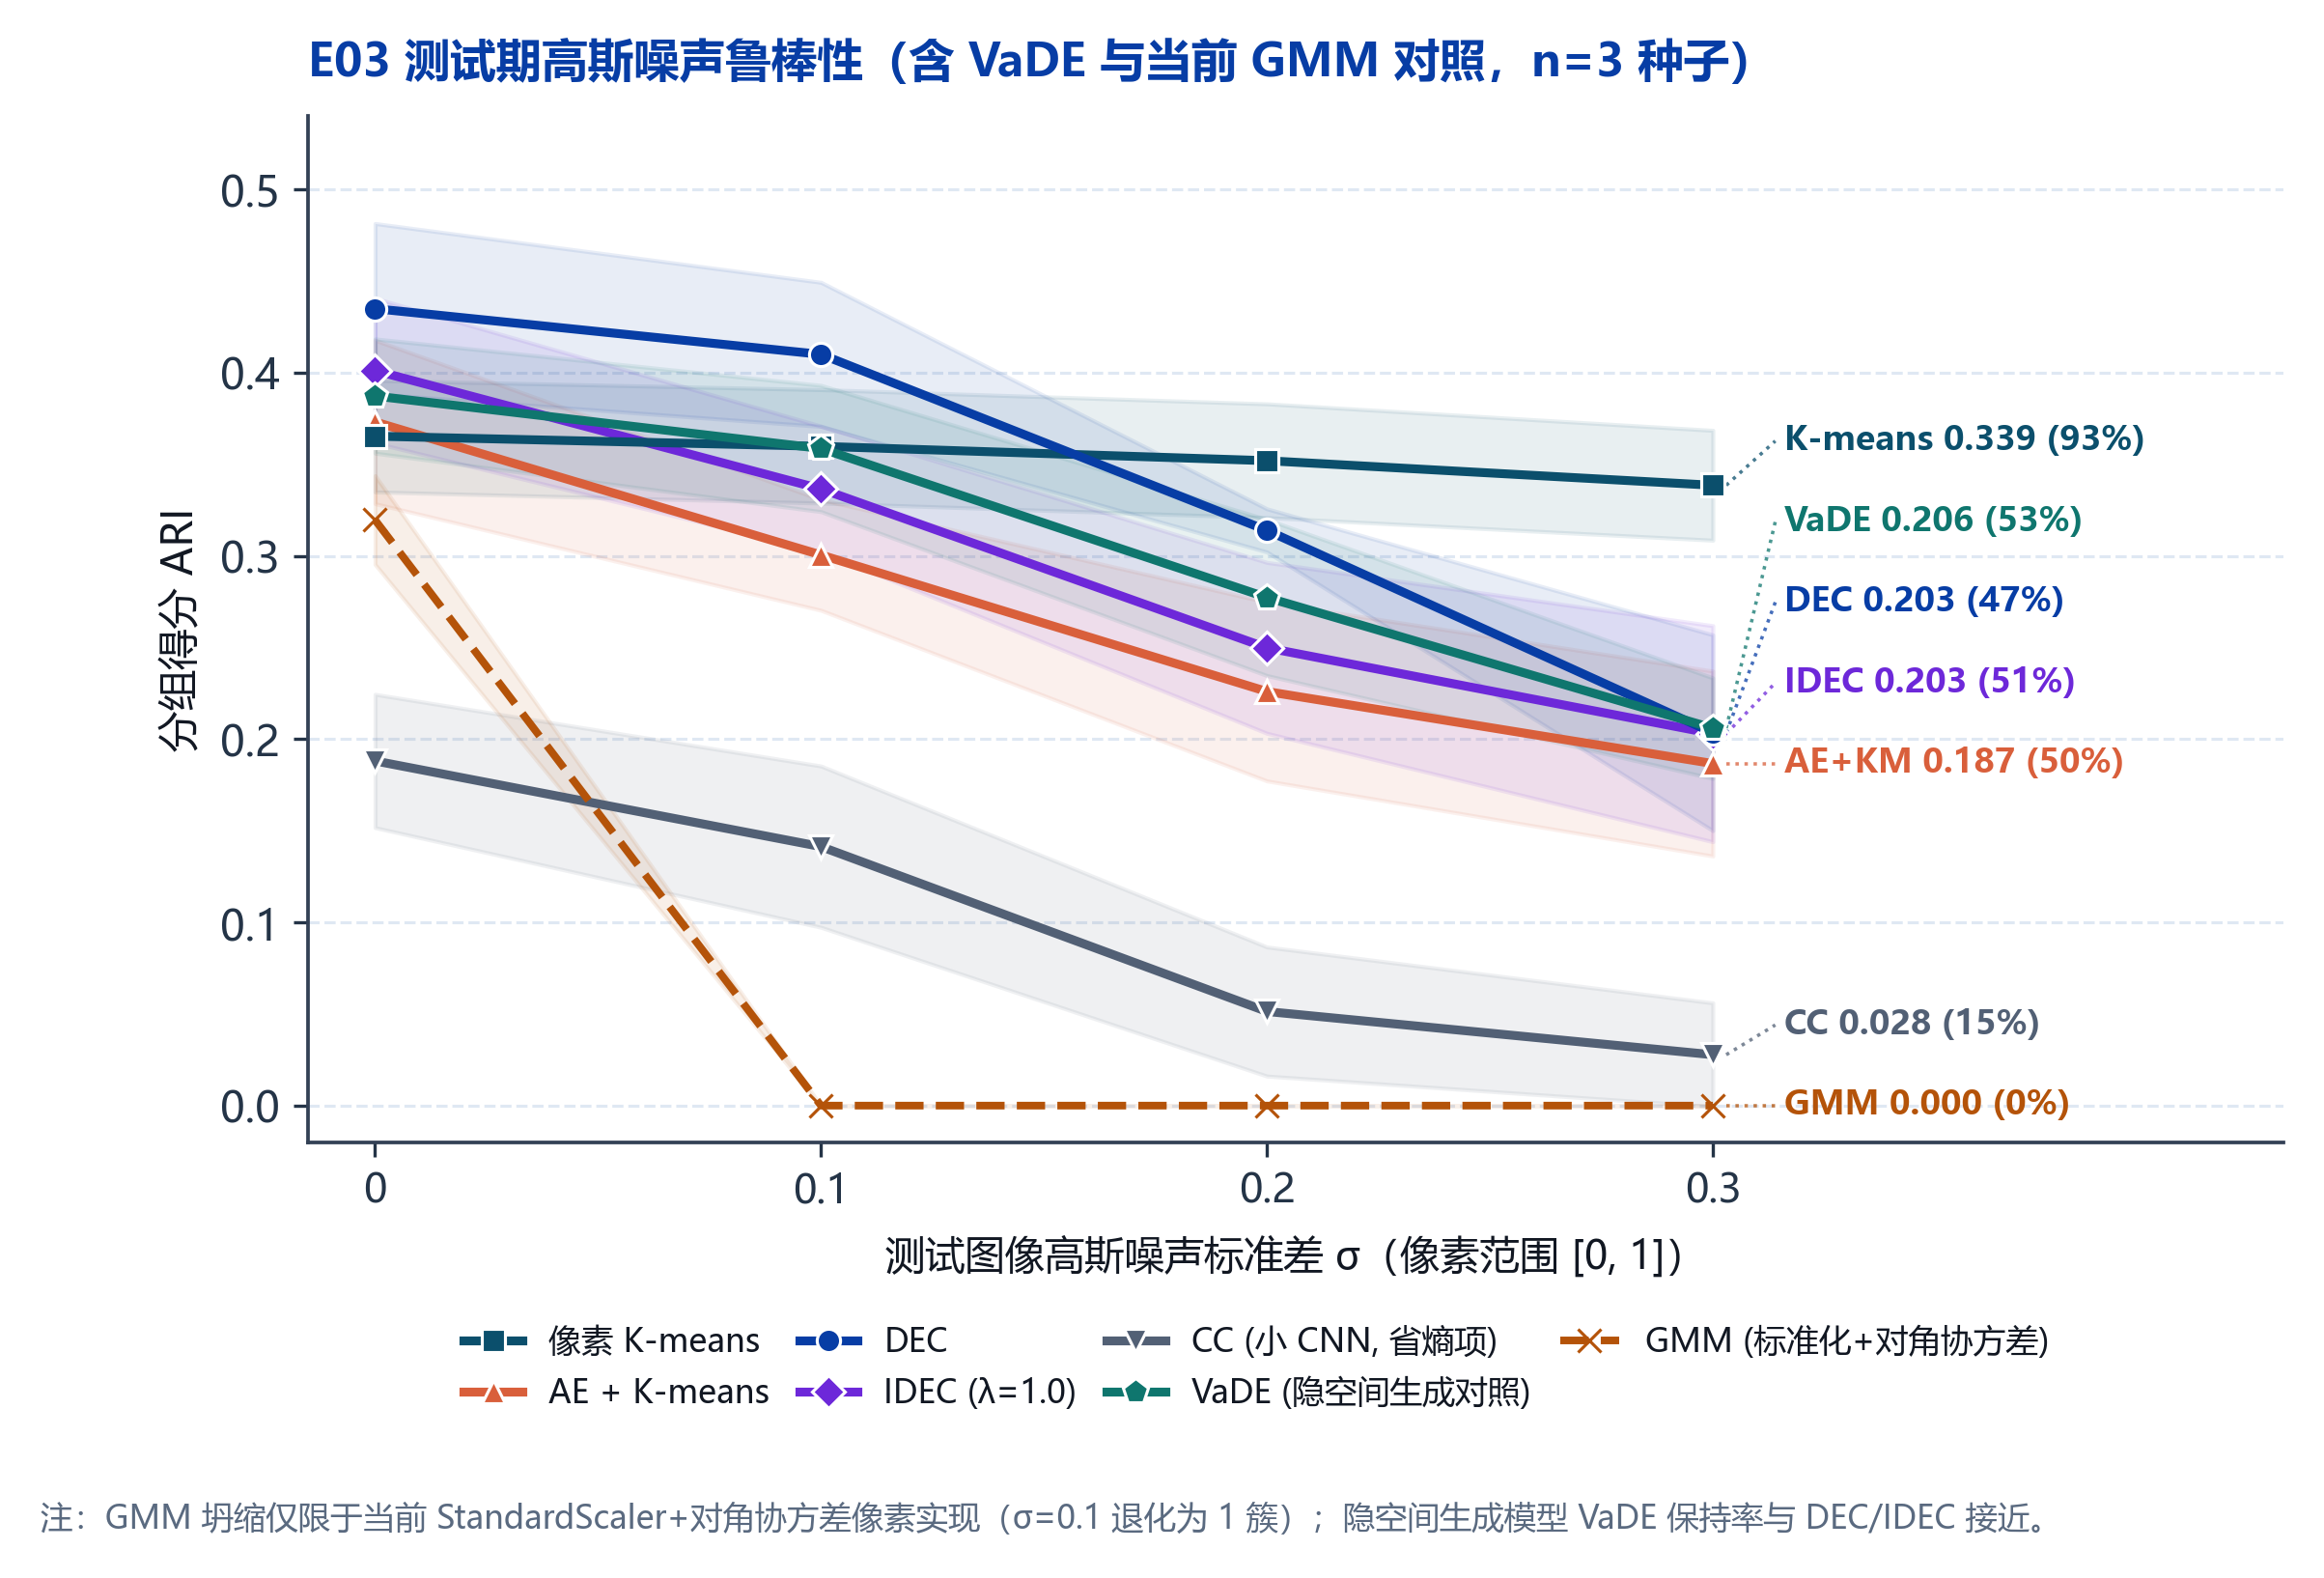 E03 测试期高斯噪声鲁棒性（含 VaDE 与当前 GMM 对照，n=3 种子）
分组得分 ARI
0.5
0.4
0.3
0.2
0.1
0.0
K-means 0.339 (93%)
VaDE 0.206 (53%)
DEC 0.203 (47%)
IDEC 0.203 (51%)
AE+KM 0.187 (50%)
CC 0.028 (15%)
GMM 0.000 (0%)
0 0.1 0.2 0.3
测试图像高斯噪声标准差 σ（像素范围 [0, 1]）
像素 K-means DEC CC (小 CNN, 省熵项) GMM (标准化+对角协方差)
AE + K-means IDEC (λ=1.0) VaDE (隐空间生成对照)
注：GMM 坍缩仅限于当前 StandardScaler+对角协方差像素实现（σ=0.1 退化为 1 簇）；隐空间生成模型 VaDE 保持率与 DEC/IDEC 接近。